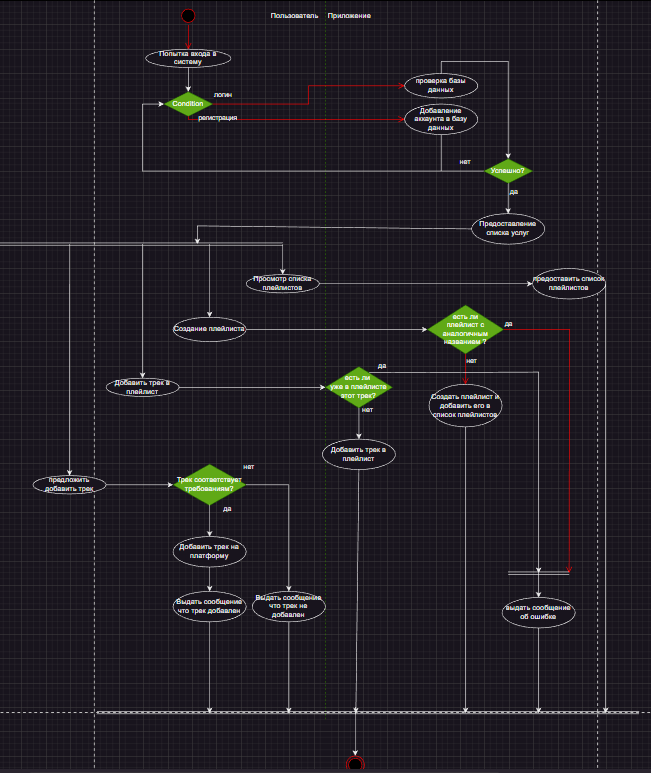 Пользователь Приложение
Попытка входа в
систему
Condition
логин
регистрация
проверка базы
данных
Добавление
аккаунта в базу
данных
нет
Успешно?
да
Предоставление
списка услуг
Просмотр списка
плейлистов
предоставить список
плейлистов
Создание плейлиста
есть ли
плейлист с
аналогичным
названием ?
да
нет
Добавить трек в
плейлист
есть ли
уже в плейлисте
этот трек?
да
нет
Создать плейлист и
добавить его в
список плейлистов
Добавить трек в
плейлист
предложить
добавить трек
Трек соответствует
требованиям?
нет
да
Добавить трек на
платформу
Выдать сообщение
что трек добавлен
Выдать сообщение
что трек не
добавлен
выдать сообщение
об ошибке